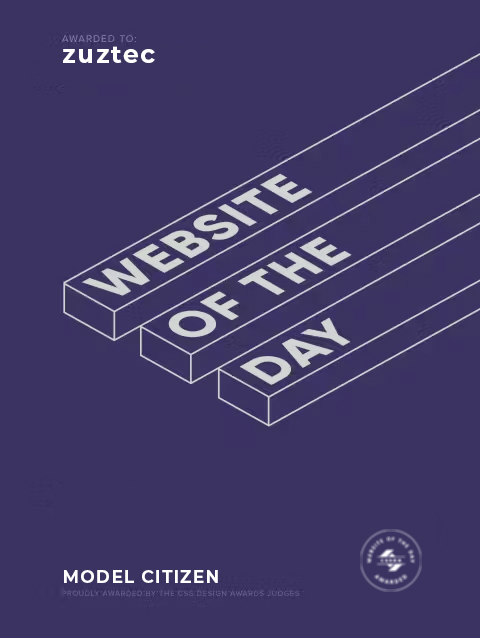 AWARDED TO:
zuztec
WEBSITE
OF THE
DAY
MODEL CITIZEN
PROUDLY AWARDED BY THE CSS DESIGN AWARDS JUDGES
WEBSITE OF THE DAY
AWARDED